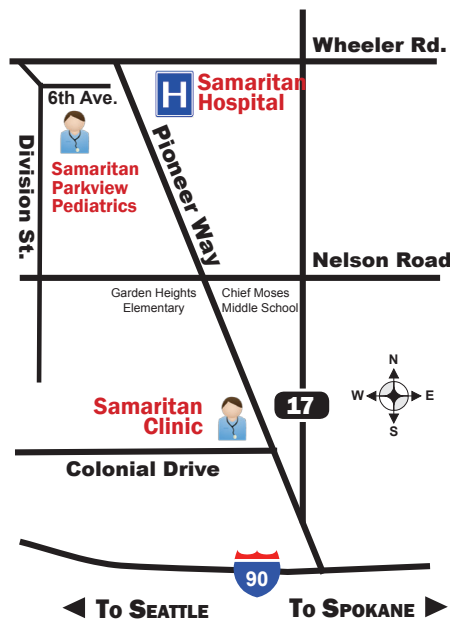 Wheeler Rd.
6th Ave.
H
Samaritan
Hospital
Samaritan
Parkview
Pediatrics
Division St.
Pioneer Way
Nelson Road
Garden Heights
Elementary
Chief Moses
Middle School
N
W
E
S
17
Samaritan
Clinic
Colonial Drive
90
To Seattle
To Spokane